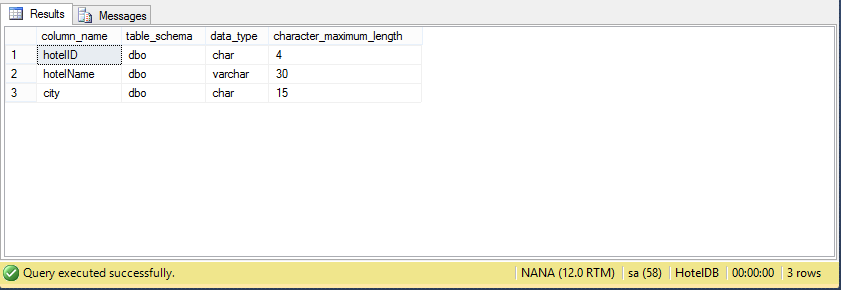 Results Messages
column_name table_schema data_type character_maximum_length
1 hotelID dbo char 4
2 hotelName dbo varchar 30
3 city dbo char 15
Query executed successfully. NANA (12.0 RTM) sa (58) HotelDB 00:00:00 3 rows